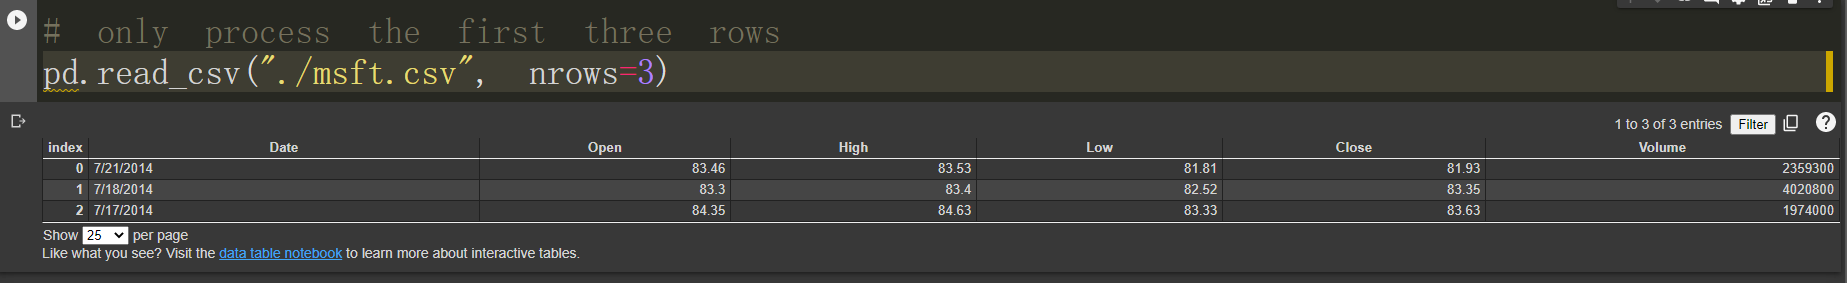 # only process the first three rows
pd.read_csv("./msft.csv", nrows=3)
1 to 3 of 3 entries Filter
index Date Open High Low Close Volume
0 7/21/2014 83.46 83.53 81.81 81.93 2359300
1 7/18/2014 83.3 83.4 82.52 83.35 4020800
2 7/17/2014 84.35 84.63 83.33 83.63 1974000
Show 25 per page
Like what you see? Visit the data table notebook to learn more about interactive tables.